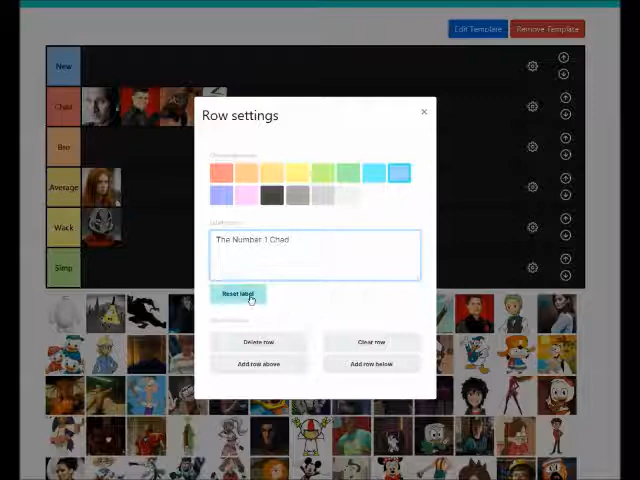 Edit Template
Remove Template
New
Chad
Bro
Average
Wack
Simp
Row settings
The Number 1 Chad
Reset label
Delete row
Clear row
Add row above
Add row below